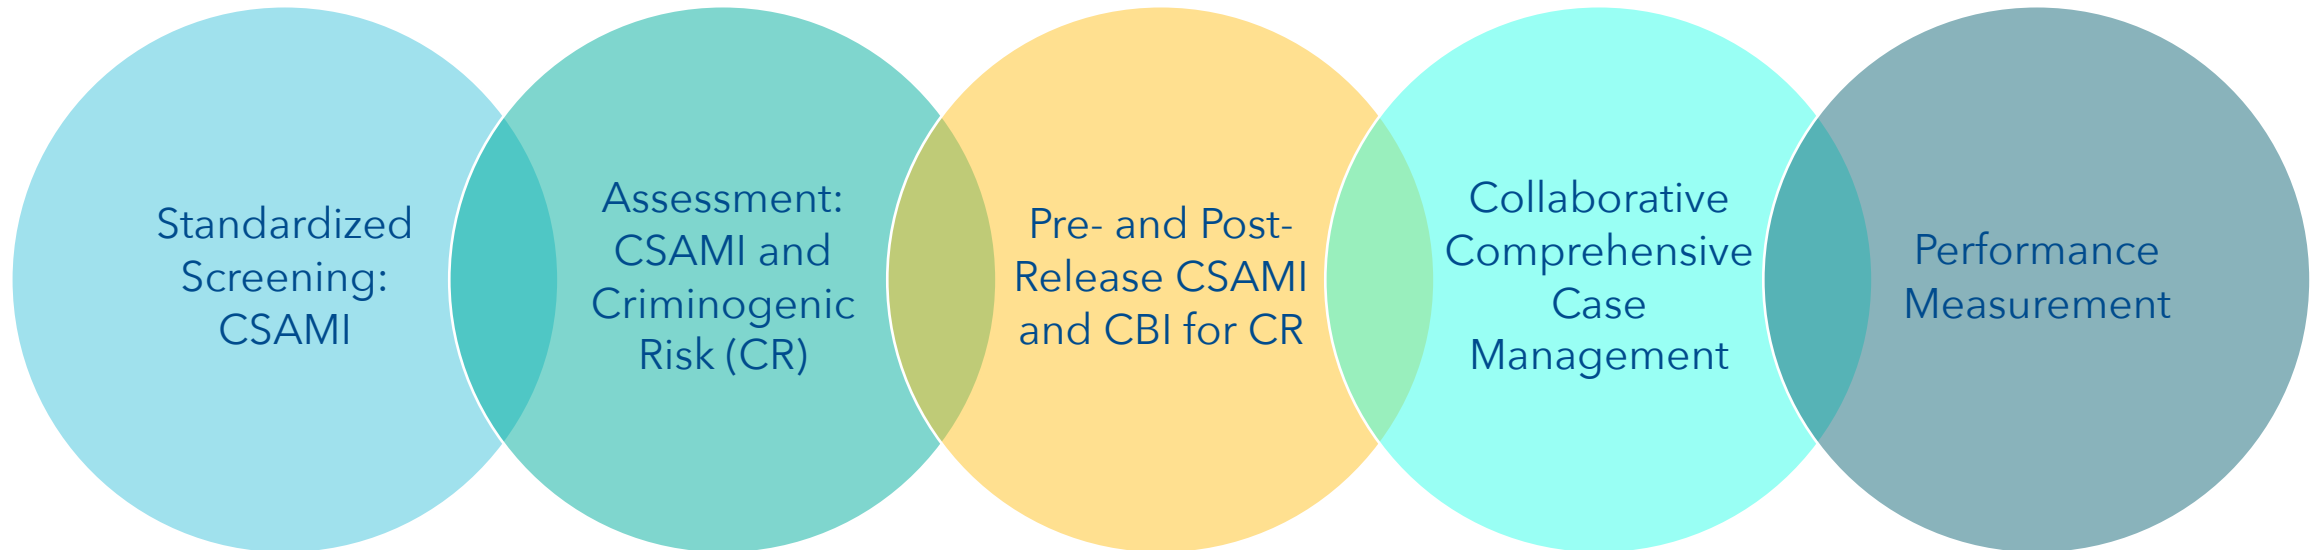 Standardized
Screening:
CSAMI
Assessment:
CSAMI and
Criminogenic
Risk (CR)
Pre- and Post-
Release CSAMI
and CBI for CR
Collaborative
Comprehensive
Case
Management
Performance
Measurement